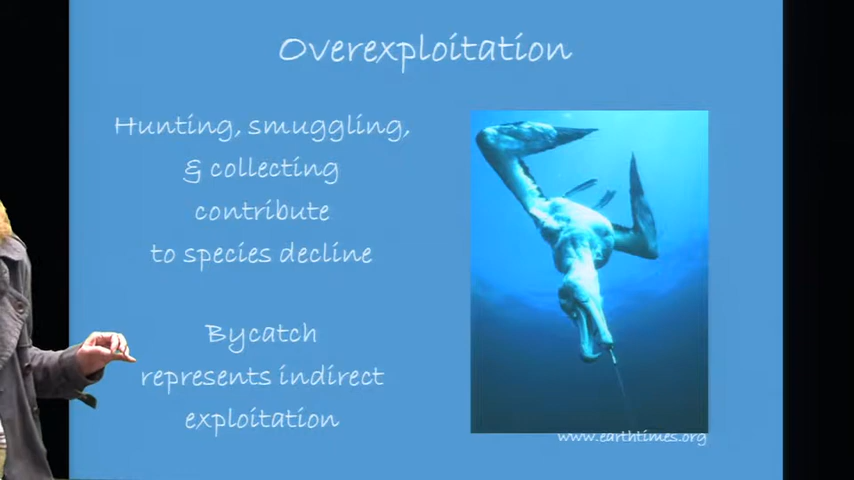 Overexploitation
Hunting, smuggling,
& collecting
contribute
to species decline
Bycatch
represents indirect
exploitation
www.earthtimes.org